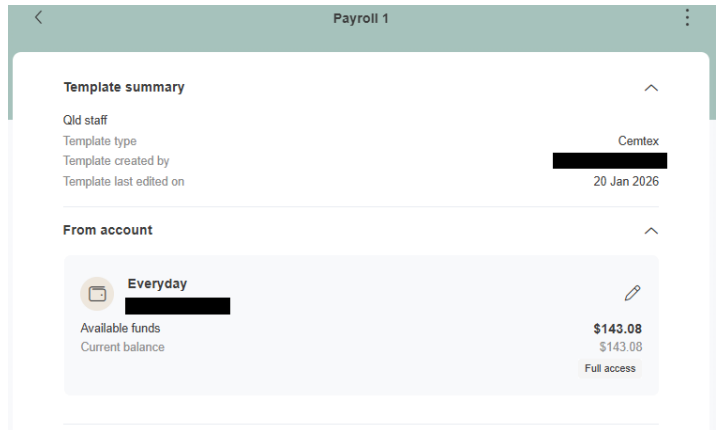 Payroll 1
Template summary
Qld staff
Template type Cemtex
Template created by
Template last edited on 20 Jan 2026
From account
Everyday
Available funds $143.08
Current balance $143.08
Full access